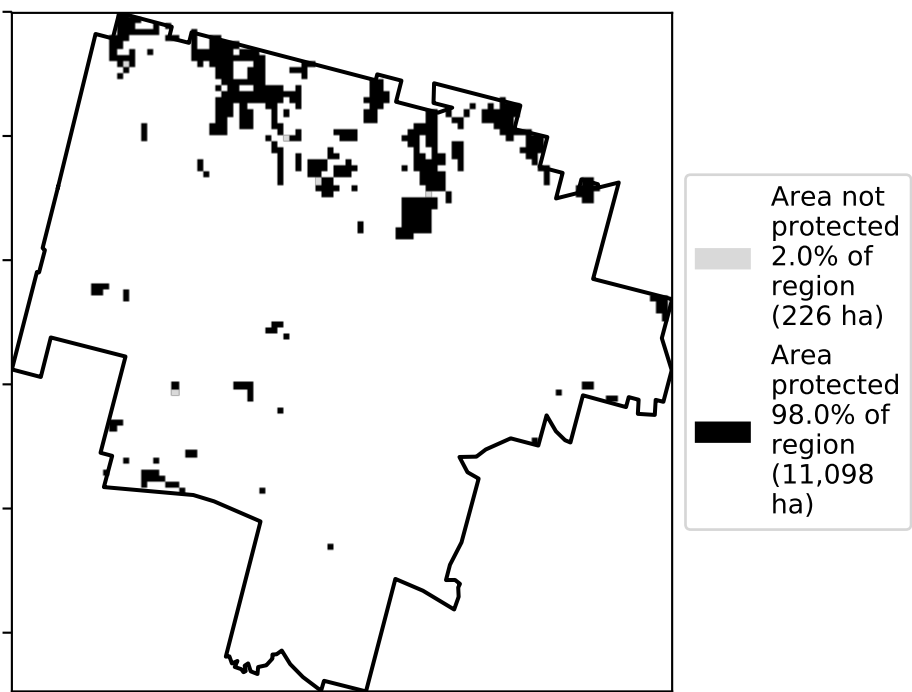 Area not
protected
2.0% of
region
(226 ha)
Area
protected
98.0% of
region
(11,098
ha)